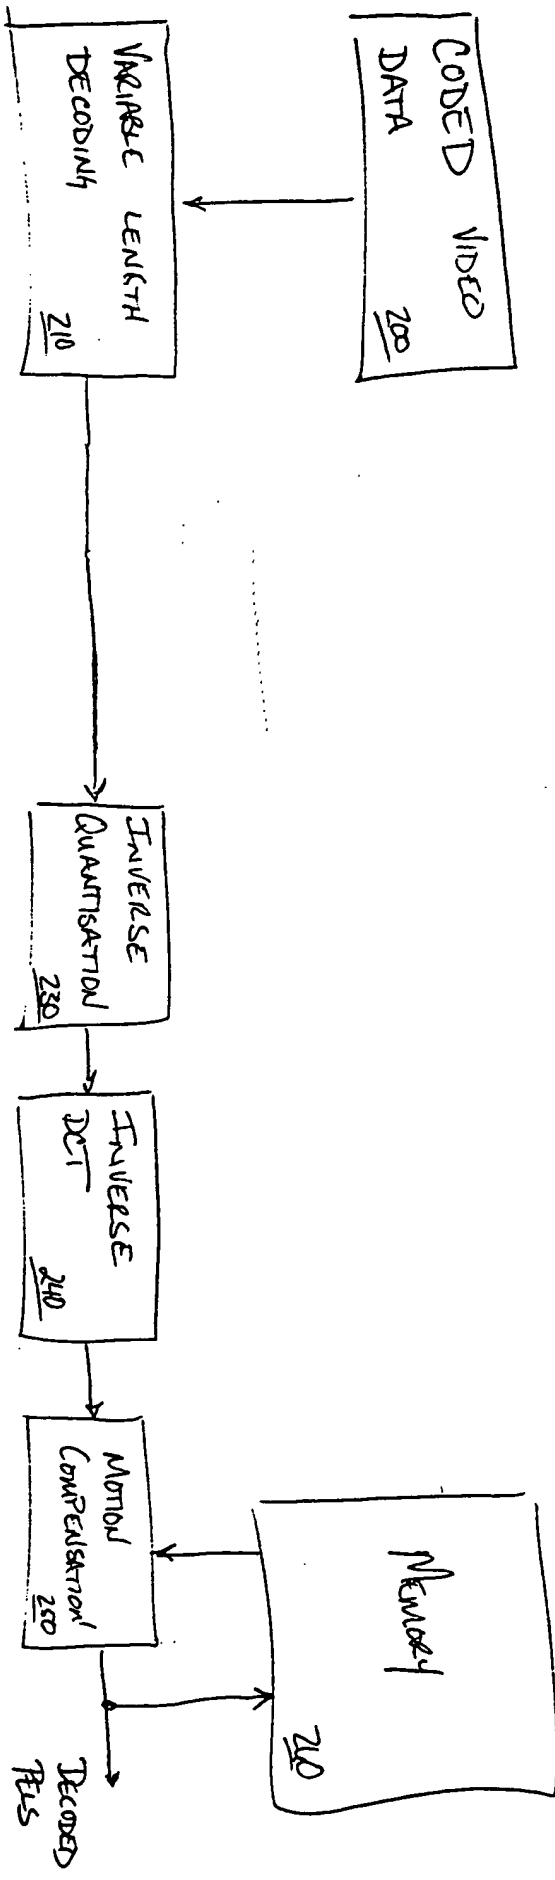 CODED VIDEO
DATA
200
VARIABLE LENGTH
DECODING
210
INVERSE
QUANTISATION
230
INVERSE
DCT
240
MOTION
COMPENSATION
250
MEMORY
260
DECODED
PELS